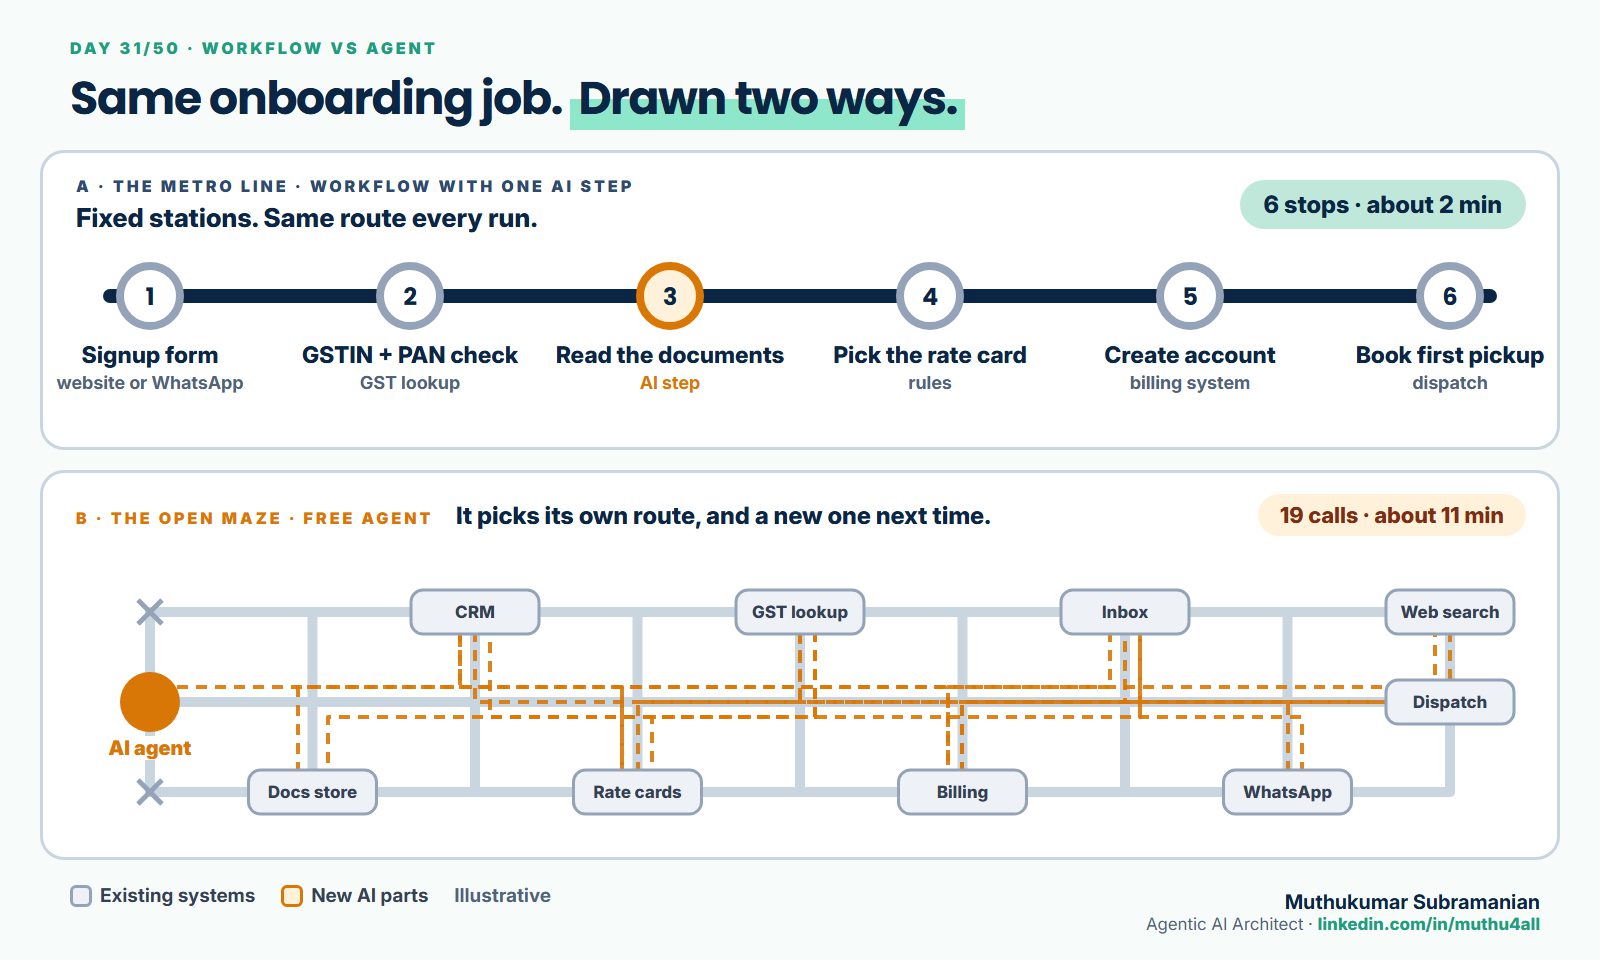 DAY 31/50 · WORKFLOW VS AGENT
Same onboarding job. Drawn two ways.
A · THE METRO LINE · WORKFLOW WITH ONE AI STEP
Fixed stations. Same route every run.
6 stops · about 2 min
1 2 3 4 5 6
Signup form GSTIN + PAN check Read the documents Pick the rate card Create account Book first pickup
website or WhatsApp GST lookup AI step rules billing system dispatch
B · THE OPEN MAZE · FREE AGENT It picks its own route, and a new one next time.
19 calls · about 11 min
CRM GST lookup Inbox Web search
Dispatch
AI agent
Docs store Rate cards Billing WhatsApp
Existing systems New AI parts Illustrative
Muthukumar Subramanian
Agentic AI Architect · linkedin.com/in/muthu4all